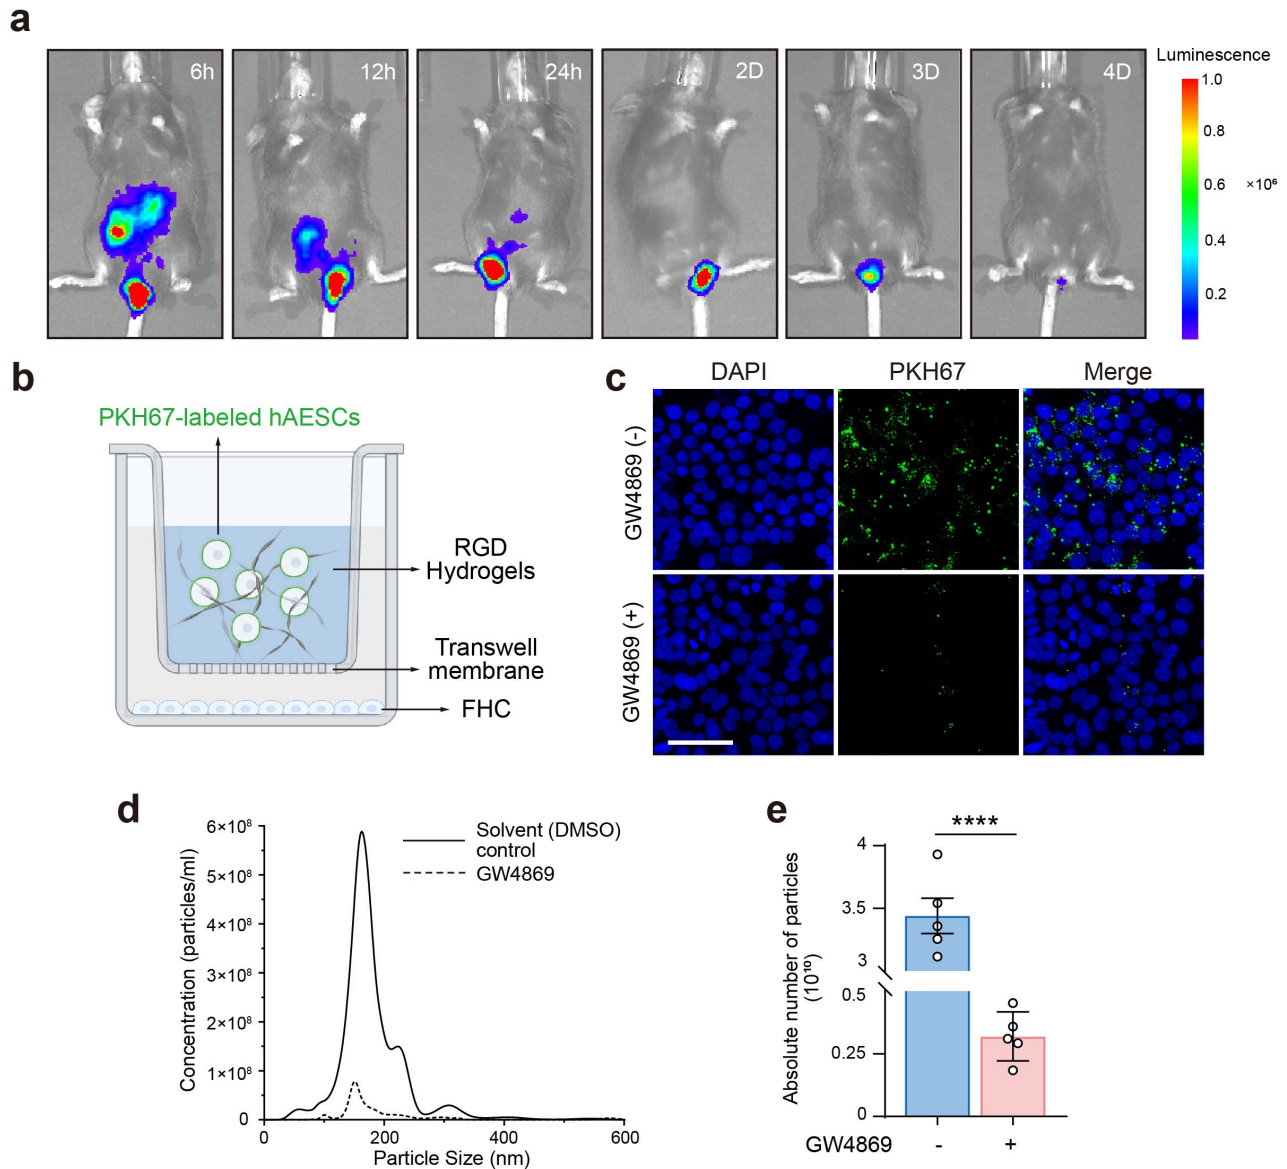 a
6h
12h
24h
2D
3D
4D
Luminescence
1.0
0.8
0.6
×10⁶
0.4
0.2
b
PKH67-labeled hAESCs
RGD
Hydrogels
Transwell
membrane
FHC
c
DAPI
PKH67
Merge
GW4869 (-)
GW4869 (+)
d
Concentration (particles/ml)
6×10⁸
5×10⁸
4×10⁸
3×10⁸
2×10⁸
1×10⁸
0
0
200
400
600
Particle Size (nm)
Solvent (DMSO)
control
GW4869
e
****
Absolute number of particles
(10¹⁰)
4
3.5
3
0.5
0.25
0
GW4869
-
+